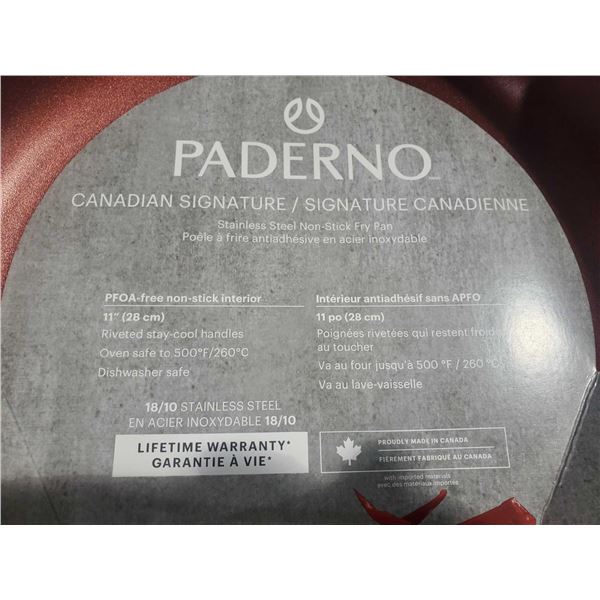 PADERNO
CANADIAN SIGNATURE / SIGNATURE CANADIENNE
Stainless Steel Non-Stick Fry Pan
Poêle à frire antiadhésive en acier inoxydable
PFOA-free non-stick interior
11" (28 cm)
Riveted stay-cool handles
Oven safe to 500°F/260°C
Dishwasher safe
Intérieur antiadhésif sans APFO
11 po (28 cm)
Poignées rivetées qui restent froides
au toucher
Va au four jusqu'à 500 °F / 260 °C
Va au lave-vaisselle
18/10 STAINLESS STEEL
EN ACIER INOXYDABLE 18/10
LIFETIME WARRANTY*
GARANTIE À VIE*
PROUDLY MADE IN CANADA
FIÈREMENT FABRIQUÉ AU CANADA
with imported materials
avec des matériaux importés